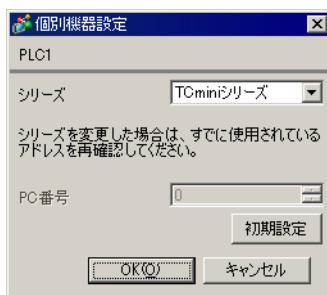 個別機器設定
PLC1
シリーズ TCminiシリーズ
シリーズを変更した場合は、すでに使用されている
アドレスを再確認してください。
PC番号 0
初期設定
OK(O) キャンセル